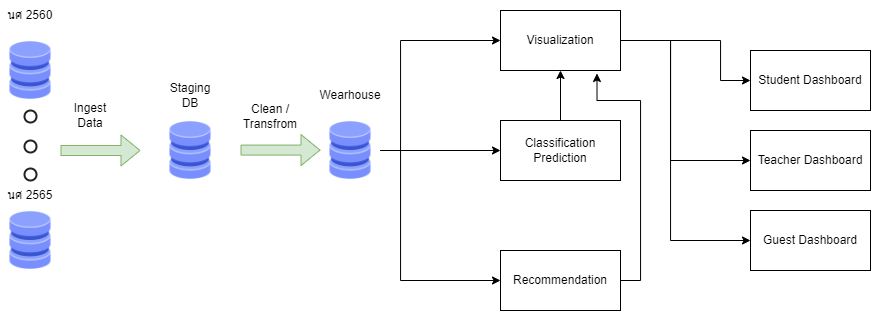 นศ 2560
Ingest
Data
นศ 2565
Staging
DB
Clean /
Transfrom
Wearhouse
Visualization
Classification
Prediction
Recommendation
Student Dashboard
Teacher Dashboard
Guest Dashboard